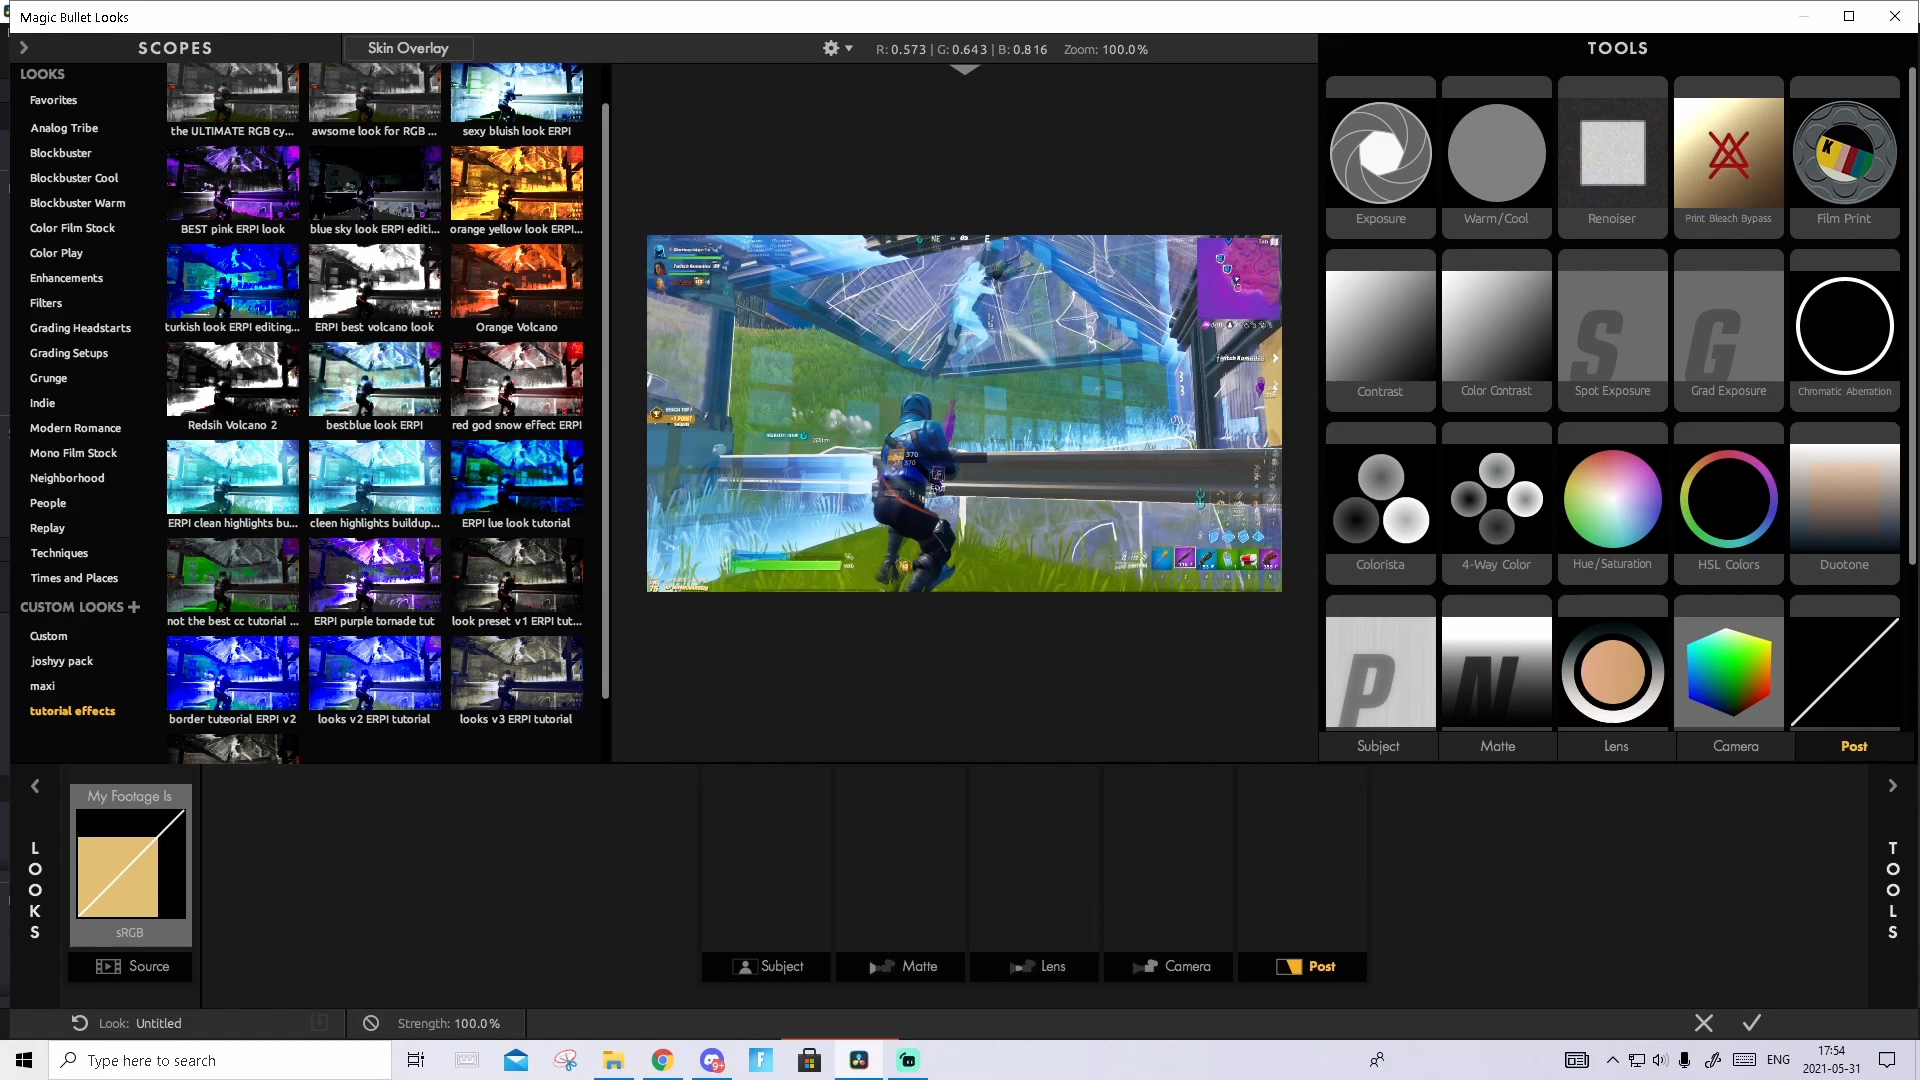 Magic Bullet Looks
SCOPES
Skin Overlay
R: 0.573 | G: 0.643 | B: 0.816 Zoom: 100.0%
TOOLS
LOOKS
Favorites
Analog Tribe
Blockbuster
Blockbuster Cool
Blockbuster Warm
Color Film Stock
Color Play
Enhancements
Filters
Grading Headstarts
Grading Setups
Grunge
Indie
Modern Romance
Mono Film Stock
Neighborhood
People
Replay
Techniques
Times and Places
CUSTOM LOOKS
Custom
joshyy pack
maxi
tutorial effects
the ULTIMATE RGB cy... awsome look for RGB ... sexy bluish look ERPI
BEST pink ERPI look blue sky look ERPI editi... orange yellow look ERPI...
turkish look ERPI editing... ERPI best volcano look Orange Volcano
Redsih Volcano 2 bestblue look ERPI red god snow effect ERPI
ERPI clean highlights bu... cleen highlights buildup... ERPI lue look tutorial
not the best cc tutorial ... ERPI purple tornade tut look preset v1 ERPI tut...
border tuteorial ERPI v2 looks v2 ERPI tutorial looks v3 ERPI tutorial
NE E
Tab
REACH TOP 7
+1 POINT
370
370
Exposure Warm/Cool Renoiser Print Bleach Bypass Film Print
K
S G
Contrast Color Contrast Spot Exposure Grad Exposure Chromatic Aberration
Colorista 4-Way Color Hue/Saturation HSL Colors Duotone
P N
Subject Matte Lens Camera Post
My Footage Is
sRGB
Source
LOOKS
Subject Matte Lens Camera Post
TOOLS
Look: Untitled
Strength: 100.0%
Type here to search
9+
F
ENG
17:54
2021-05-31